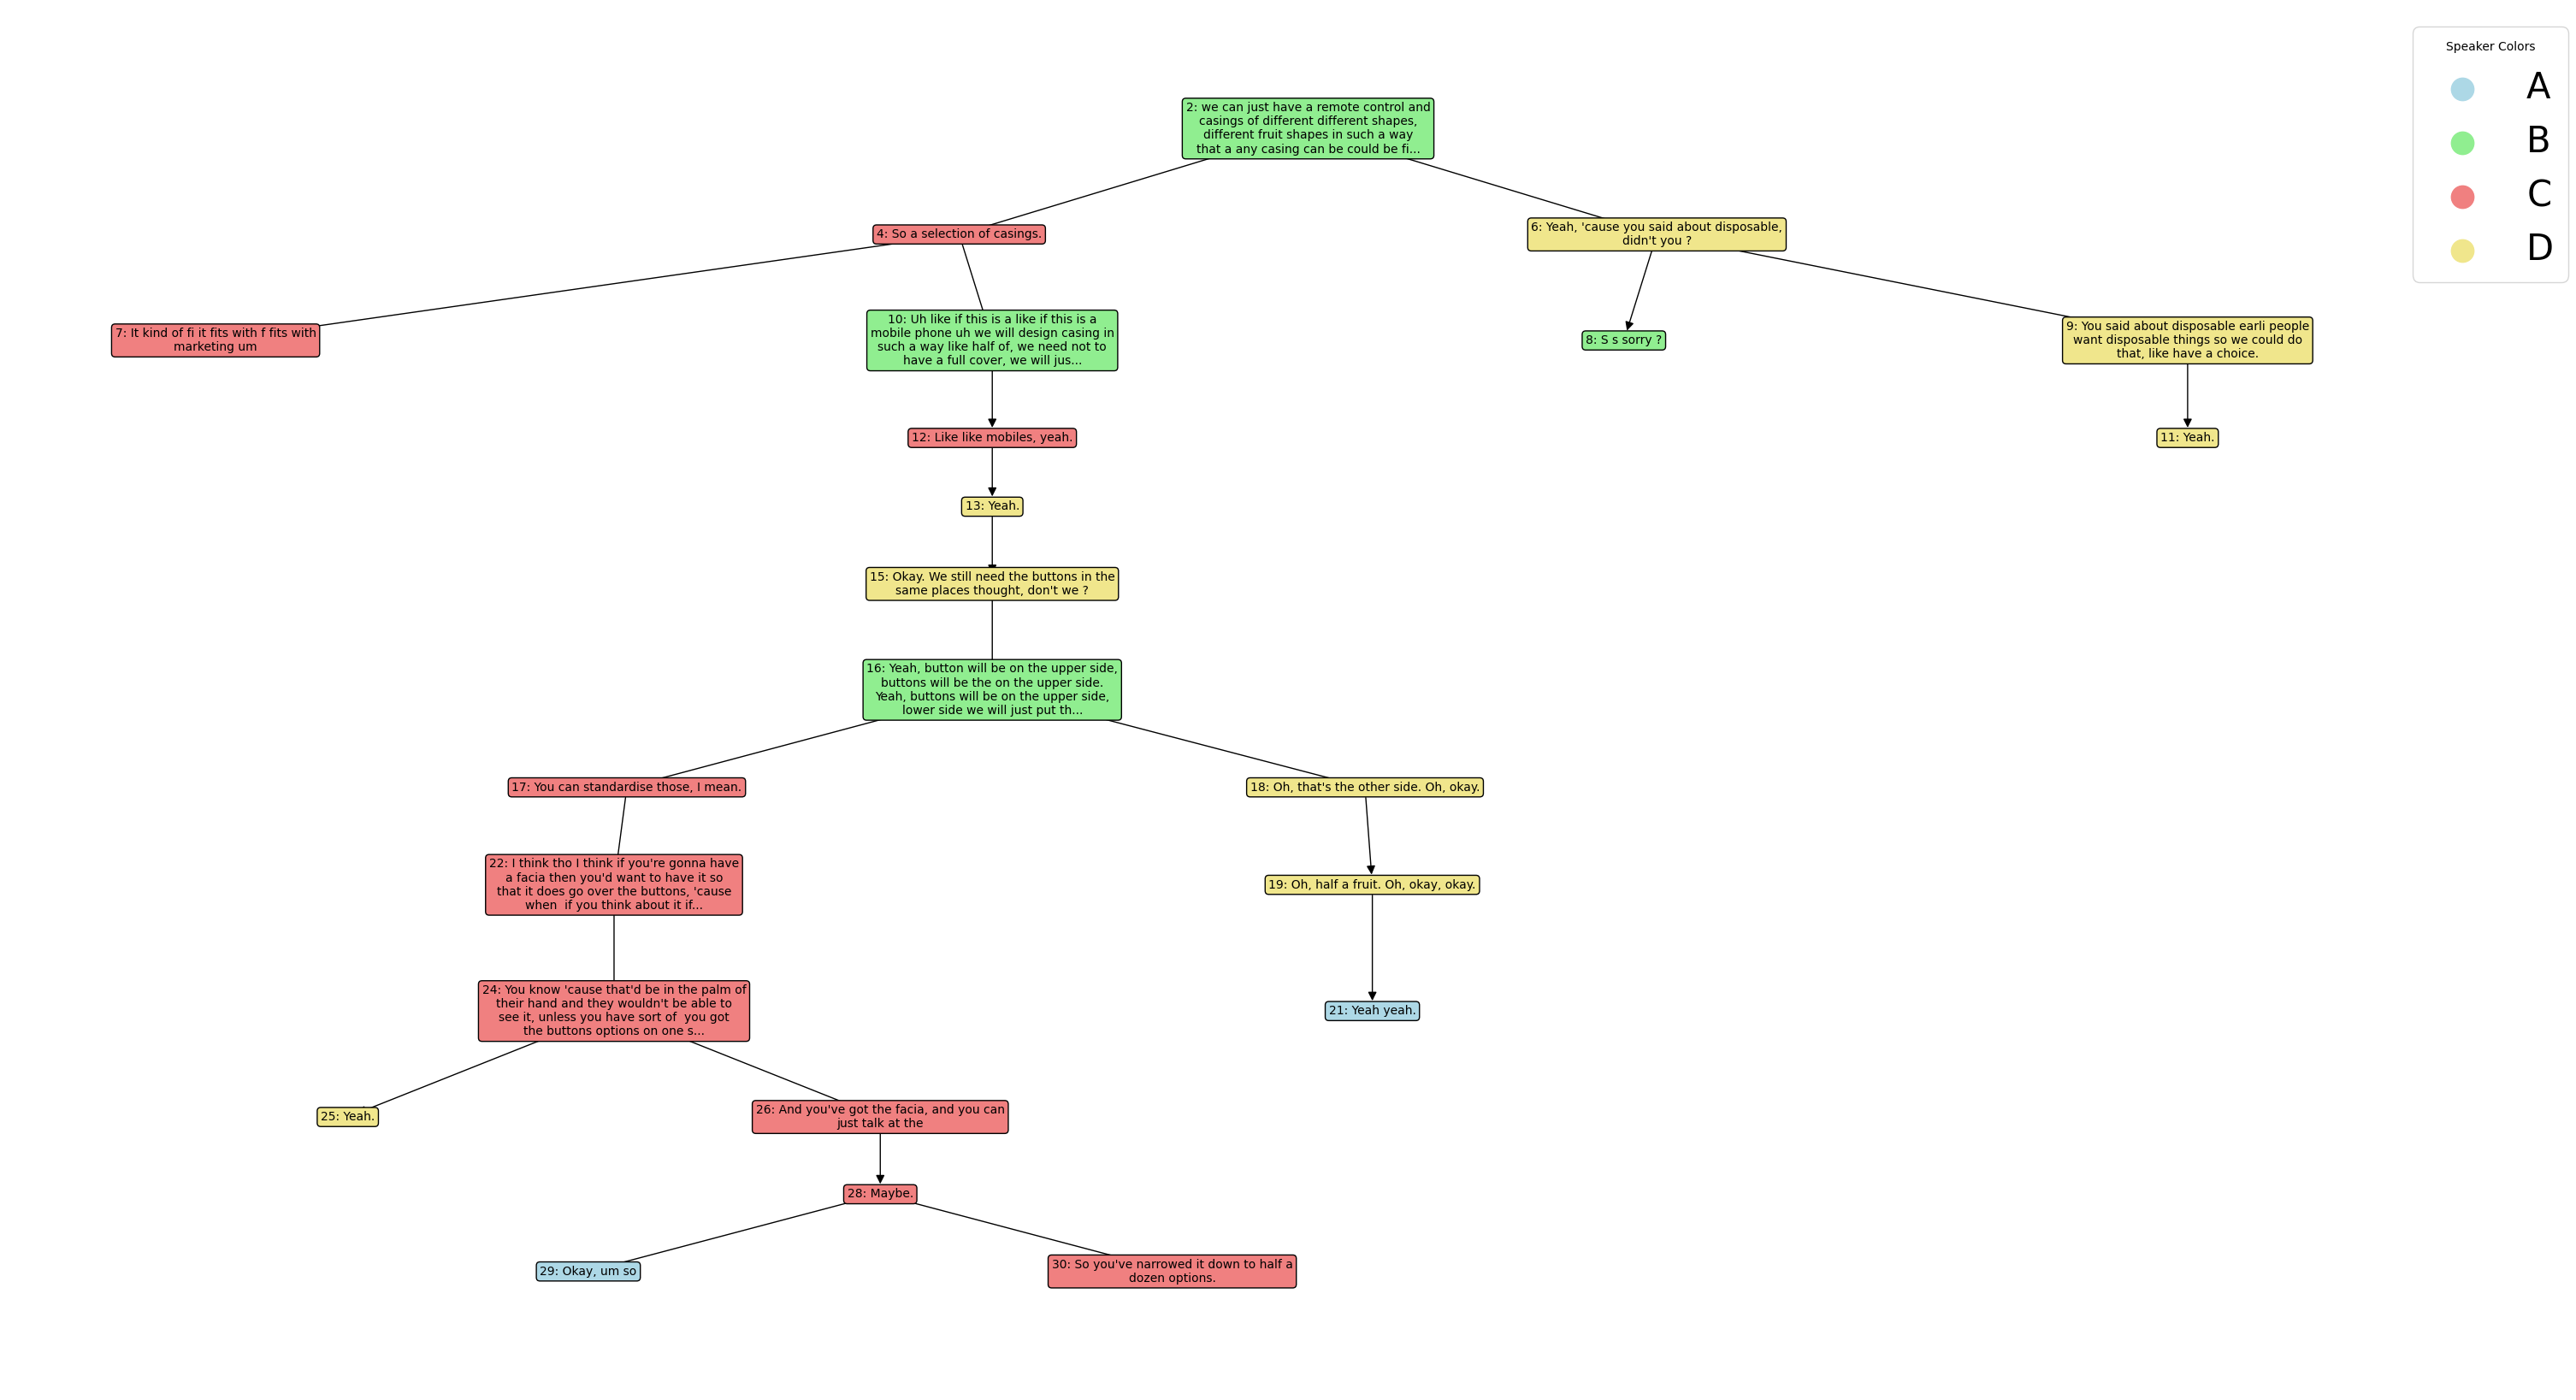 Speaker Colors
A
B
C
D
2: we can just have a remote control and
casings of different different shapes,
different fruit shapes in such a way
that a any casing can be could be fi...
4: So a selection of casings.
6: Yeah, 'cause you said about disposable,
didn't you ?
7: It kind of fi it fits with f fits with
marketing um
10: Uh like if this is a like if this is a
mobile phone uh we will design casing in
such a way like half of, we need not to
have a full cover, we will jus...
8: S s sorry ?
9: You said about disposable earli people
want disposable things so we could do
that, like have a choice.
12: Like like mobiles, yeah.
11: Yeah.
13: Yeah.
15: Okay. We still need the buttons in the
same places thought, don't we ?
16: Yeah, button will be on the upper side,
buttons will be the on the upper side.
Yeah, buttons will be on the upper side,
lower side we will just put th...
17: You can standardise those, I mean.
18: Oh, that's the other side. Oh, okay.
22: I think tho I think if you're gonna have
a facia then you'd want to have it so
that it does go over the buttons, 'cause
when  if you think about it if...
19: Oh, half a fruit. Oh, okay, okay.
24: You know 'cause that'd be in the palm of
their hand and they wouldn't be able to
see it, unless you have sort of  you got
the buttons options on one s...
21: Yeah yeah.
25: Yeah.
26: And you've got the facia, and you can
just talk at the
28: Maybe.
29: Okay, um so
30: So you've narrowed it down to half a
dozen options.